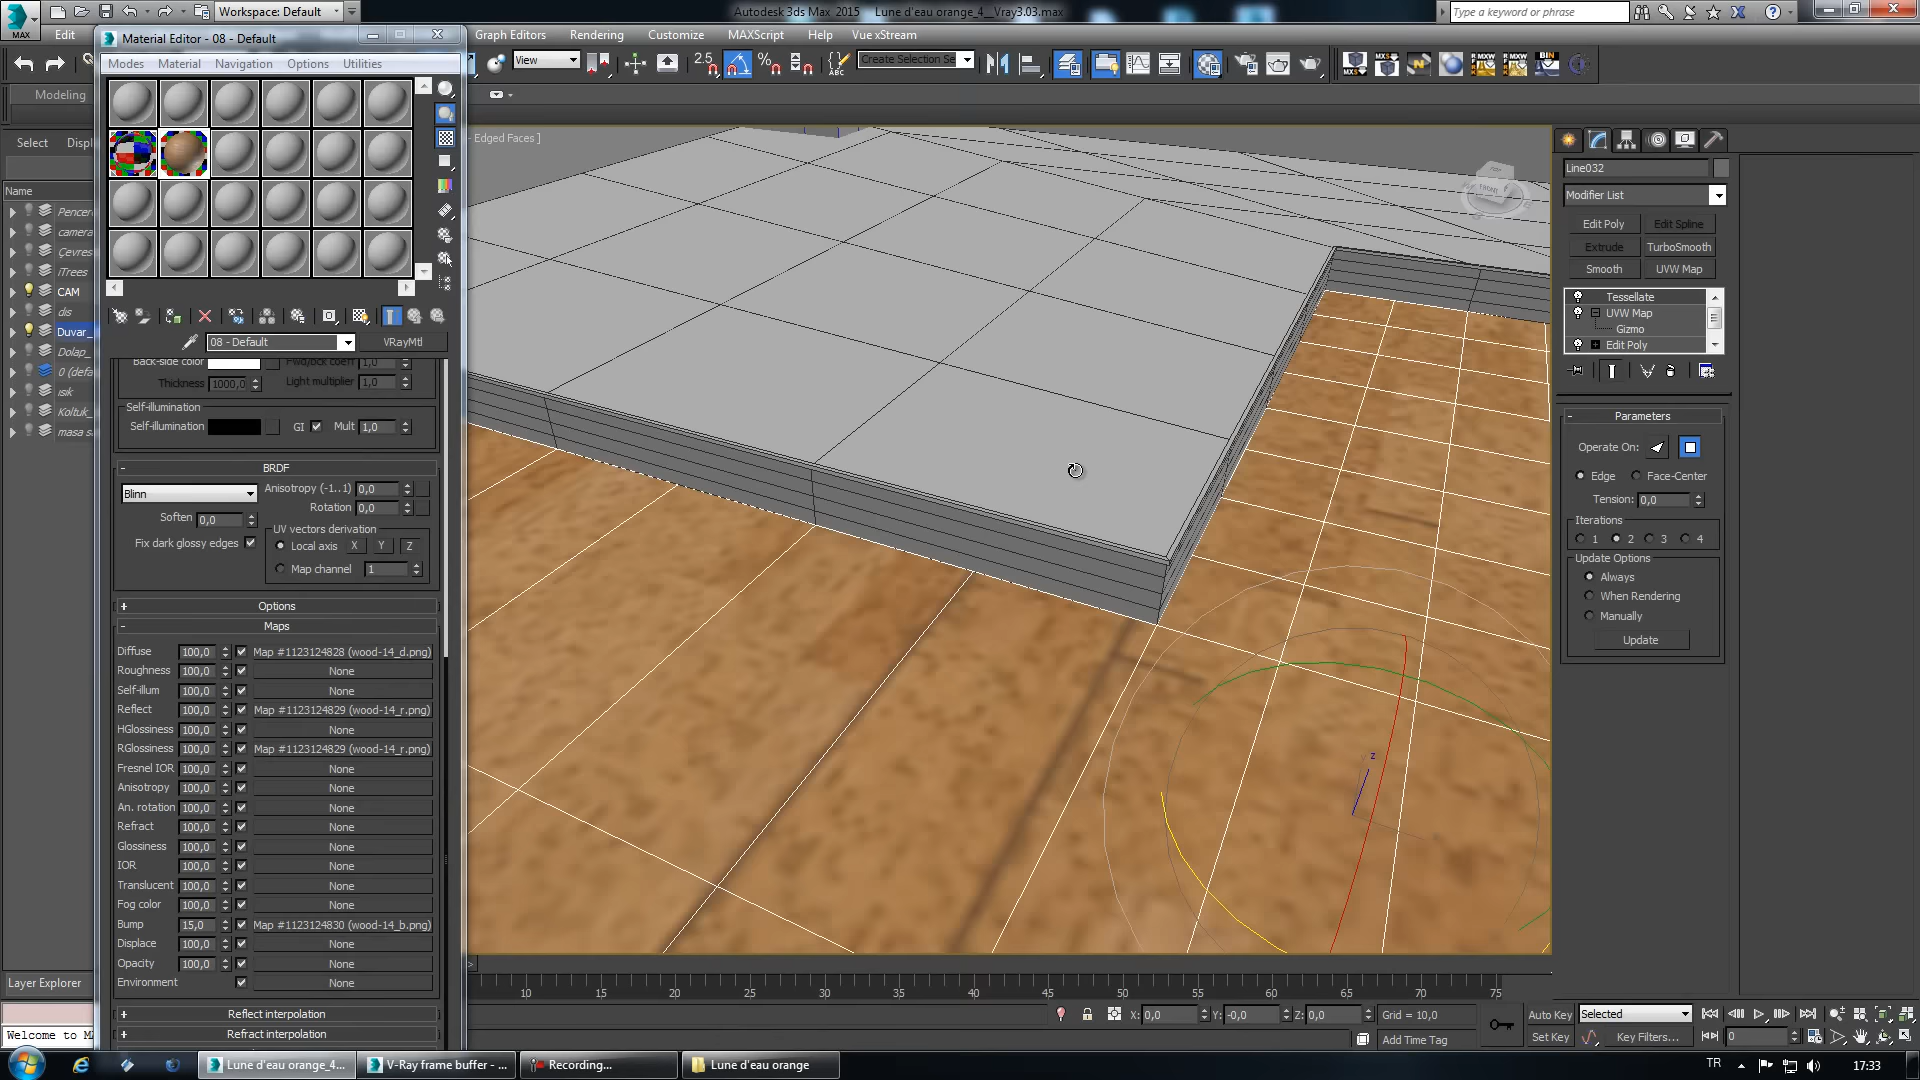 MAX
Workspace: Default
Autodesk 3ds Max 2015    Lune d'eau orange_4__Vray3.03.max
Type a keyword or phrase
Edit
Graph Editors
Rendering
Customize
MAXScript
Help
Vue xStream
Material Editor - 08 - Default
Modes
Material
Navigation
Options
Utilities
View
2.5
Create Selection Se
Modeling
Select
Displ
Name
Pencere
camera
Çevres
iTrees
CAM
dis
Duvar_
Dolap_
0 (defa
isik
Koltuk_
masa s
Layer Explorer
Welcome to M
- Edged Faces ]
FRONT
z
08 - Default
VRayMtl
Back-side color
Fwd/bck coeff 1,0
Thickness 1000,0
Light multiplier 1,0
Self-illumination
Self-illumination
GI
Mult 1,0
BRDF
Blinn
Anisotropy (-1..1) 0,0
Rotation 0,0
Soften 0,0
UV vectors derivation
Fix dark glossy edges
Local axis X Y Z
Map channel 1
Options
Maps
Diffuse 100,0 Map #1123124828 (wood-14_d.png)
Roughness 100,0 None
Self-illum 100,0 None
Reflect 100,0 Map #1123124829 (wood-14_r.png)
HGlossiness 100,0 None
RGlossiness 100,0 Map #1123124829 (wood-14_r.png)
Fresnel IOR 100,0 None
Anisotropy 100,0 None
An. rotation 100,0 None
Refract 100,0 None
Glossiness 100,0 None
IOR 100,0 None
Translucent 100,0 None
Fog color 100,0 None
Bump 15,0 Map #1123124830 (wood-14_b.png)
Displace 100,0 None
Opacity 100,0 None
Environment None
Reflect interpolation
Refract interpolation
Line032
Modifier List
Edit Poly
Edit Spline
Extrude
TurboSmooth
Smooth
UVW Map
Tessellate
UVW Map
Gizmo
Edit Poly
Parameters
Operate On:
Edge
Face-Center
Tension: 0,0
Iterations
1 2 3 4
Update Options
Always
When Rendering
Manually
Update
10 15 20 25 30 35 40 45 50 55 60 65 70 75
X: 0,0 Y: -0,0 Z: 0,0 Grid = 10,0
Add Time Tag
Auto Key
Selected
Set Key
Key Filters...
0
Lune d'eau orange_4...
V-Ray frame buffer - ...
Recording...
Lune d'eau orange
TR
17:33